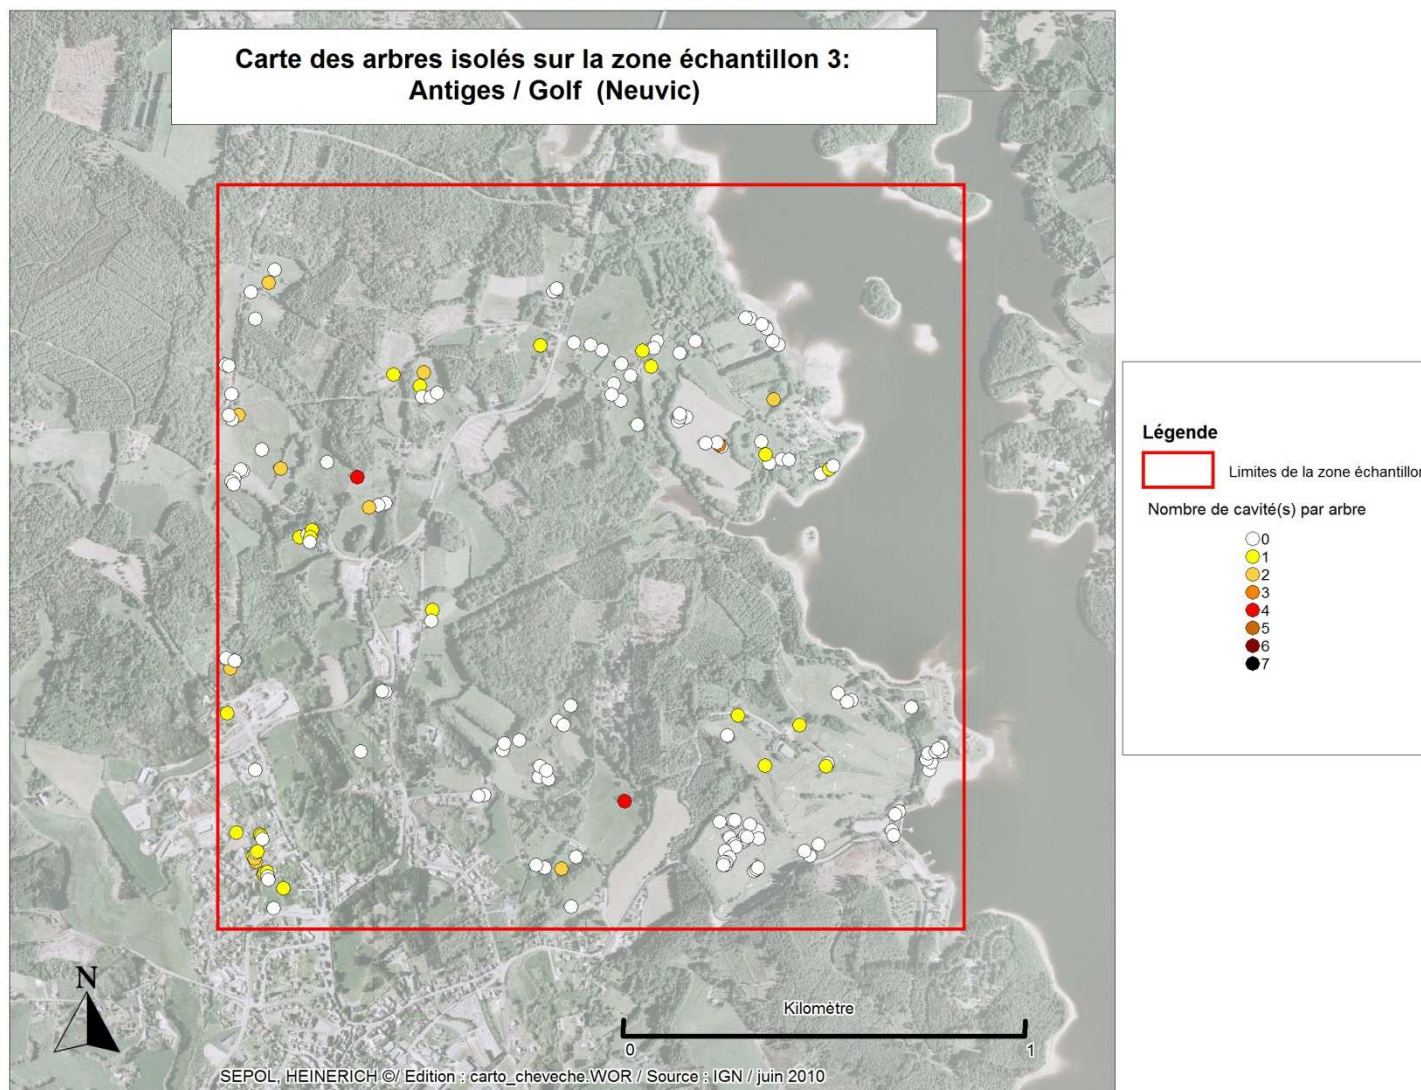 Carte des arbres isolés sur la zone échantillon 3:
Antiges / Golf  (Neuvic)
Légende
Limites de la zone échantillon
Nombre de cavité(s) par arbre
0
1
2
3
4
5
6
7
N
Kilomètre
0
1
SEPOL, HEINERICH ©/ Edition : carto_cheveche.WOR / Source : IGN / juin 2010